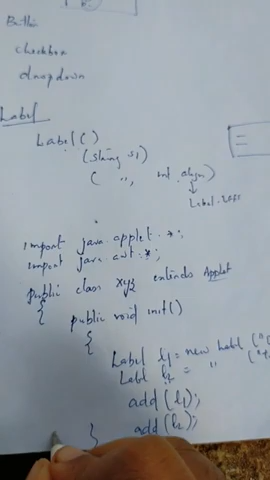 Button
checkbox
dropdown
Label
Label ( )
(string s1)
( ", int align)
Label.LEFT
import java.applet.*;
import java.awt.*;
public class xyz extends Applet
{
public void init()
{
Label l1 = new Label ("
Label l2 = " ("
add (l1);
add (l2);
}